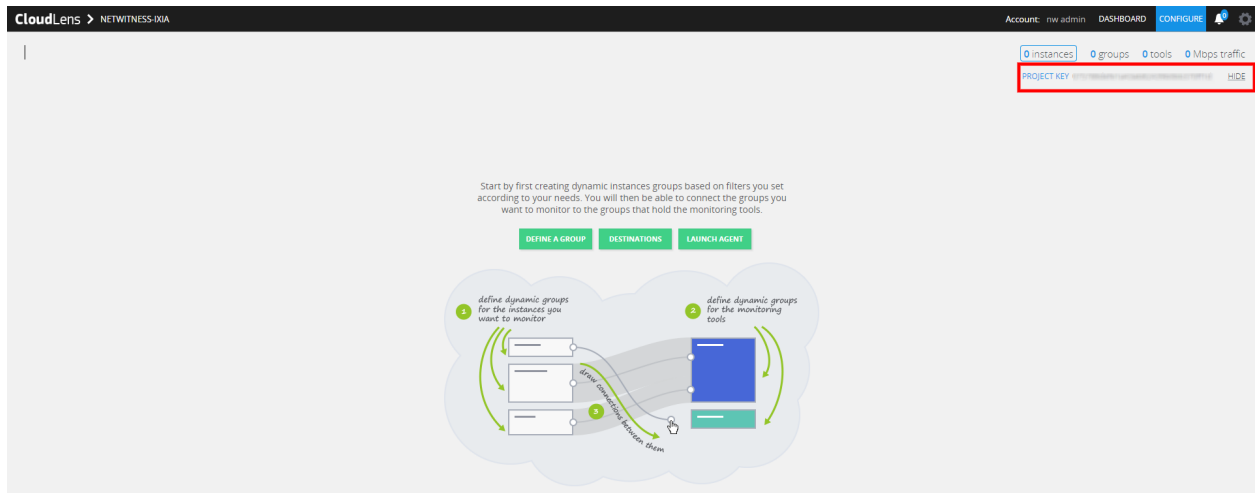 CloudLens > NETWITNESS-IXIA
Account: nw admin DASHBOARD CONFIGURE 0
0 instances 0 groups 0 tools 0 Mbps traffic
PROJECT KEY HIDE
Start by first creating dynamic instances groups based on filters you set
according to your needs. You will then be able to connect the groups you
want to monitor to the groups that hold the monitoring tools.
DEFINE A GROUP DESTINATIONS LAUNCH AGENT
1 define dynamic groups
for the instances you
want to monitor
2 define dynamic groups
for the monitoring
tools
3 draw connections between them